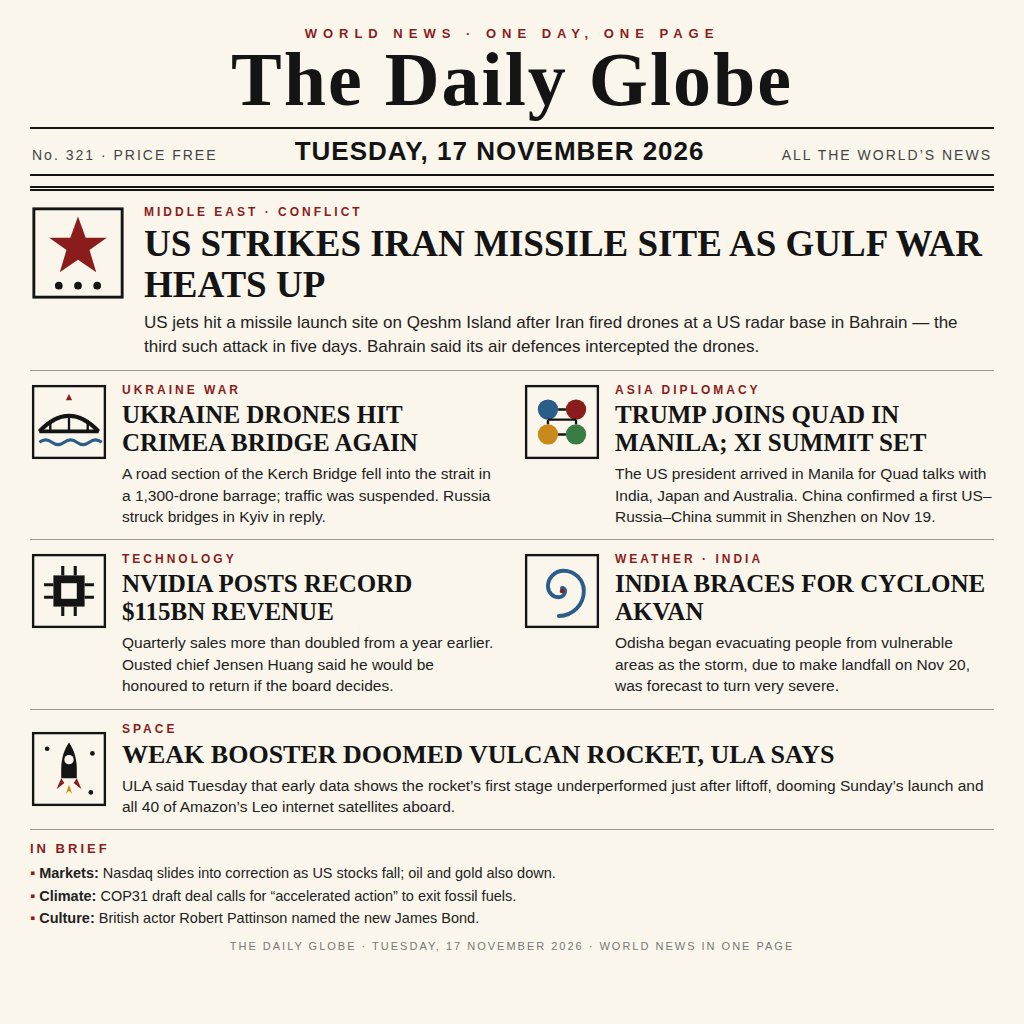 WORLD NEWS · ONE DAY, ONE PAGE
The Daily Globe
No. 321 · PRICE FREE
TUESDAY, 17 NOVEMBER 2026
ALL THE WORLD’S NEWS
MIDDLE EAST · CONFLICT
US STRIKES IRAN MISSILE SITE AS GULF WAR
HEATS UP
US jets hit a missile launch site on Qeshm Island after Iran fired drones at a US radar base in Bahrain — the
third such attack in five days. Bahrain said its air defences intercepted the drones.
UKRAINE WAR
UKRAINE DRONES HIT
CRIMEA BRIDGE AGAIN
A road section of the Kerch Bridge fell into the strait in
a 1,300-drone barrage; traffic was suspended. Russia
struck bridges in Kyiv in reply.
ASIA DIPLOMACY
TRUMP JOINS QUAD IN
MANILA; XI SUMMIT SET
The US president arrived in Manila for Quad talks with
India, Japan and Australia. China confirmed a first US–
Russia–China summit in Shenzhen on Nov 19.
TECHNOLOGY
NVIDIA POSTS RECORD
$115BN REVENUE
Quarterly sales more than doubled from a year earlier.
Ousted chief Jensen Huang said he would be
honoured to return if the board decides.
WEATHER · INDIA
INDIA BRACES FOR CYCLONE
AKVAN
Odisha began evacuating people from vulnerable
areas as the storm, due to make landfall on Nov 20,
was forecast to turn very severe.
SPACE
WEAK BOOSTER DOOMED VULCAN ROCKET, ULA SAYS
ULA said Tuesday that early data shows the rocket’s first stage underperformed just after liftoff, dooming Sunday’s launch and
all 40 of Amazon’s Leo internet satellites aboard.
IN BRIEF
▪ Markets: Nasdaq slides into correction as US stocks fall; oil and gold also down.
▪ Climate: COP31 draft deal calls for “accelerated action” to exit fossil fuels.
▪ Culture: British actor Robert Pattinson named the new James Bond.
THE DAILY GLOBE · TUESDAY, 17 NOVEMBER 2026 · WORLD NEWS IN ONE PAGE